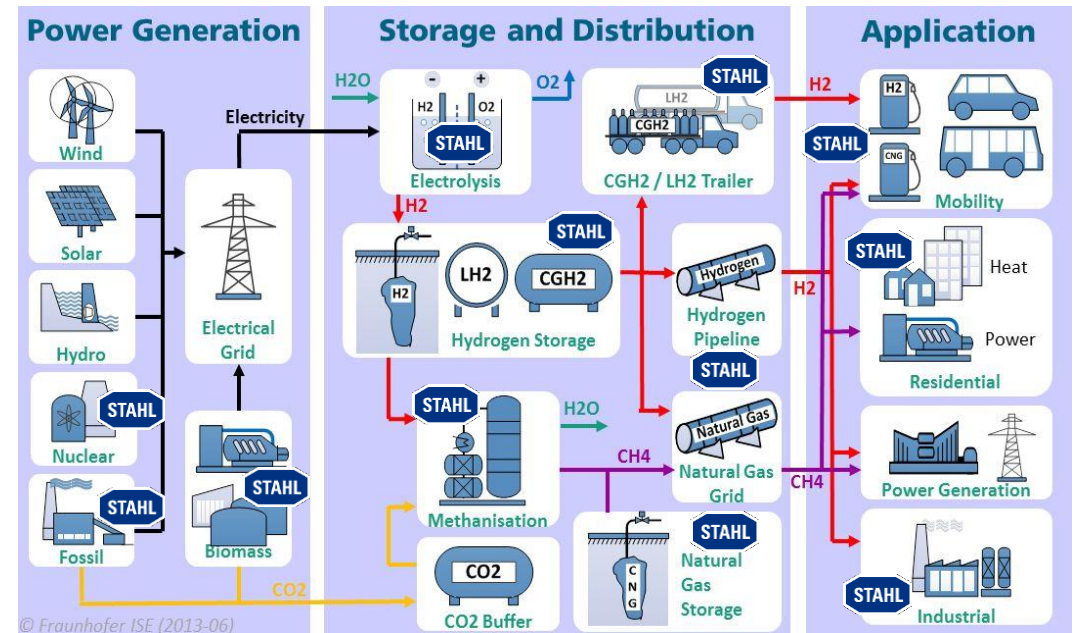 Power Generation
Storage and Distribution
Application
Wind
Solar
Hydro
Nuclear
STAHL
Fossil
STAHL
Electricity
Electrical
Grid
STAHL
Biomass
CO2
© Fraunhofer ISE (2013-06)
H2O
- +
H2 O2
STAHL
Electrolysis
O2
H2
STAHL
LH2
CGH2
CGH2 / LH2 Trailer
H2
H2
LH2
CGH2
STAHL
Hydrogen Storage
Hydrogen
Hydrogen
Pipeline
STAHL
H2
STAHL
Methanisation
H2O
CH4
Natural Gas
Natural Gas
Grid
CH4
CO2
CO2 Buffer
C
N
G
STAHL
Natural
Gas
Storage
H2
STAHL
CNG
Mobility
STAHL
Heat
Power
Residential
Power Generation
STAHL
Industrial